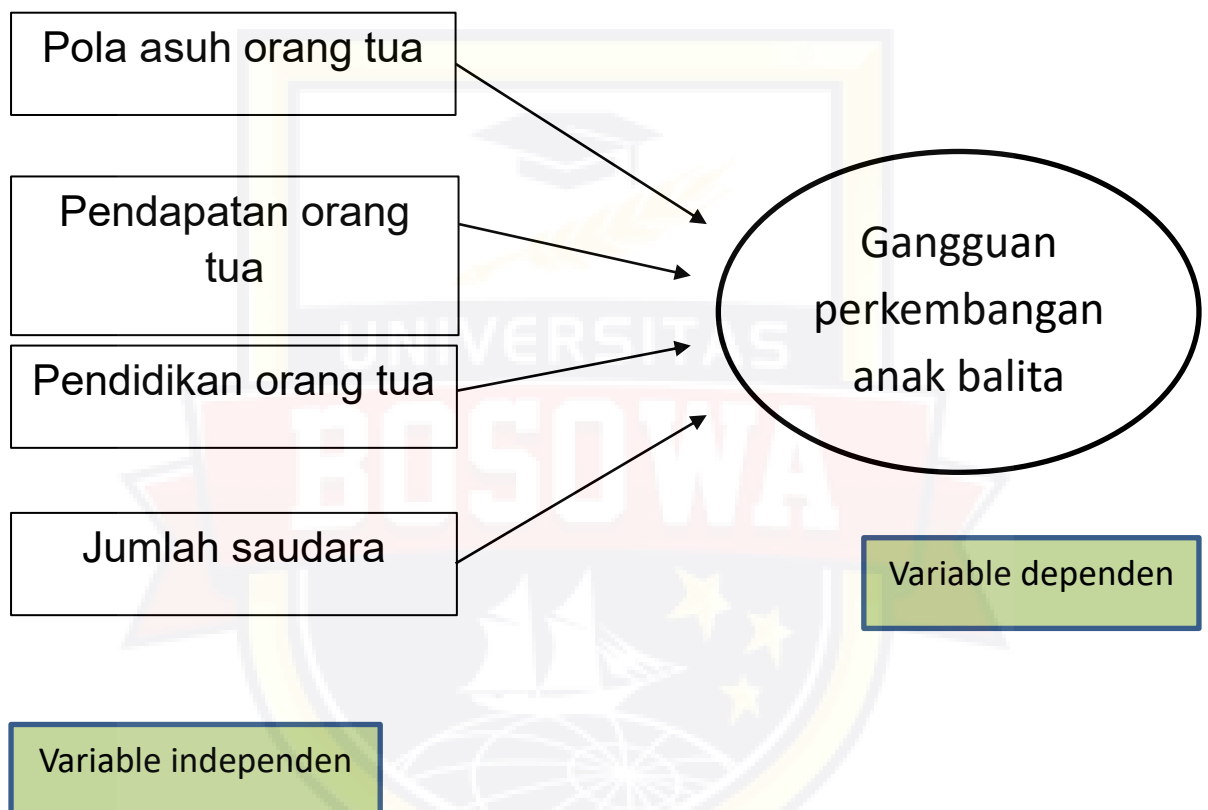 Pola asuh orang tua
Pendapatan orang
tua
Pendidikan orang tua
Jumlah saudara
Gangguan
perkembangan
anak balita
Variable dependen
Variable independen
UNIVERSITAS
BOSOWA